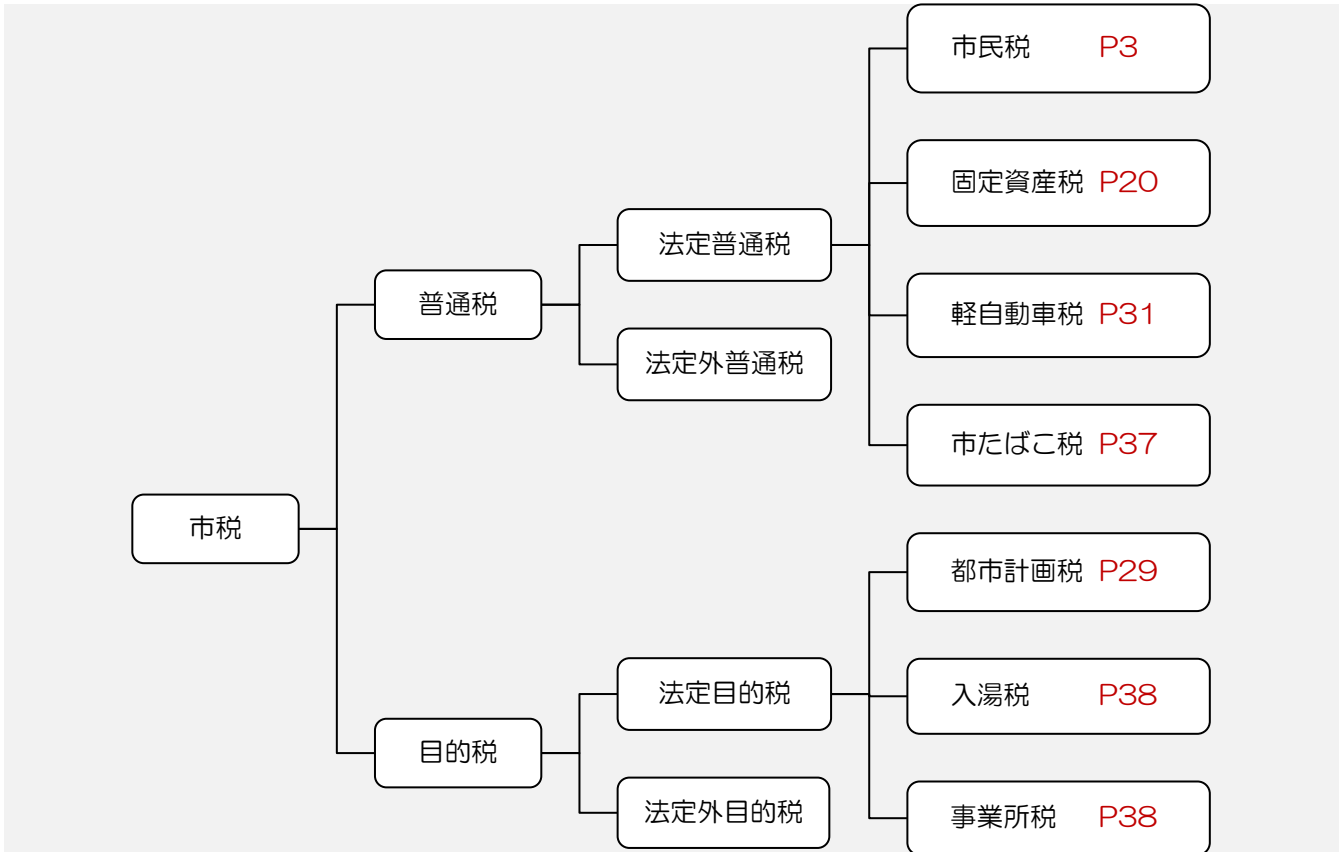 市民税 P3
固定資産税 P20
法定普通税
普通税
軽自動車税 P31
法定外普通税
市たばこ税 P37
市税
都市計画税 P29
法定目的税
入湯税 P38
目的税
法定外目的税
事業所税 P38